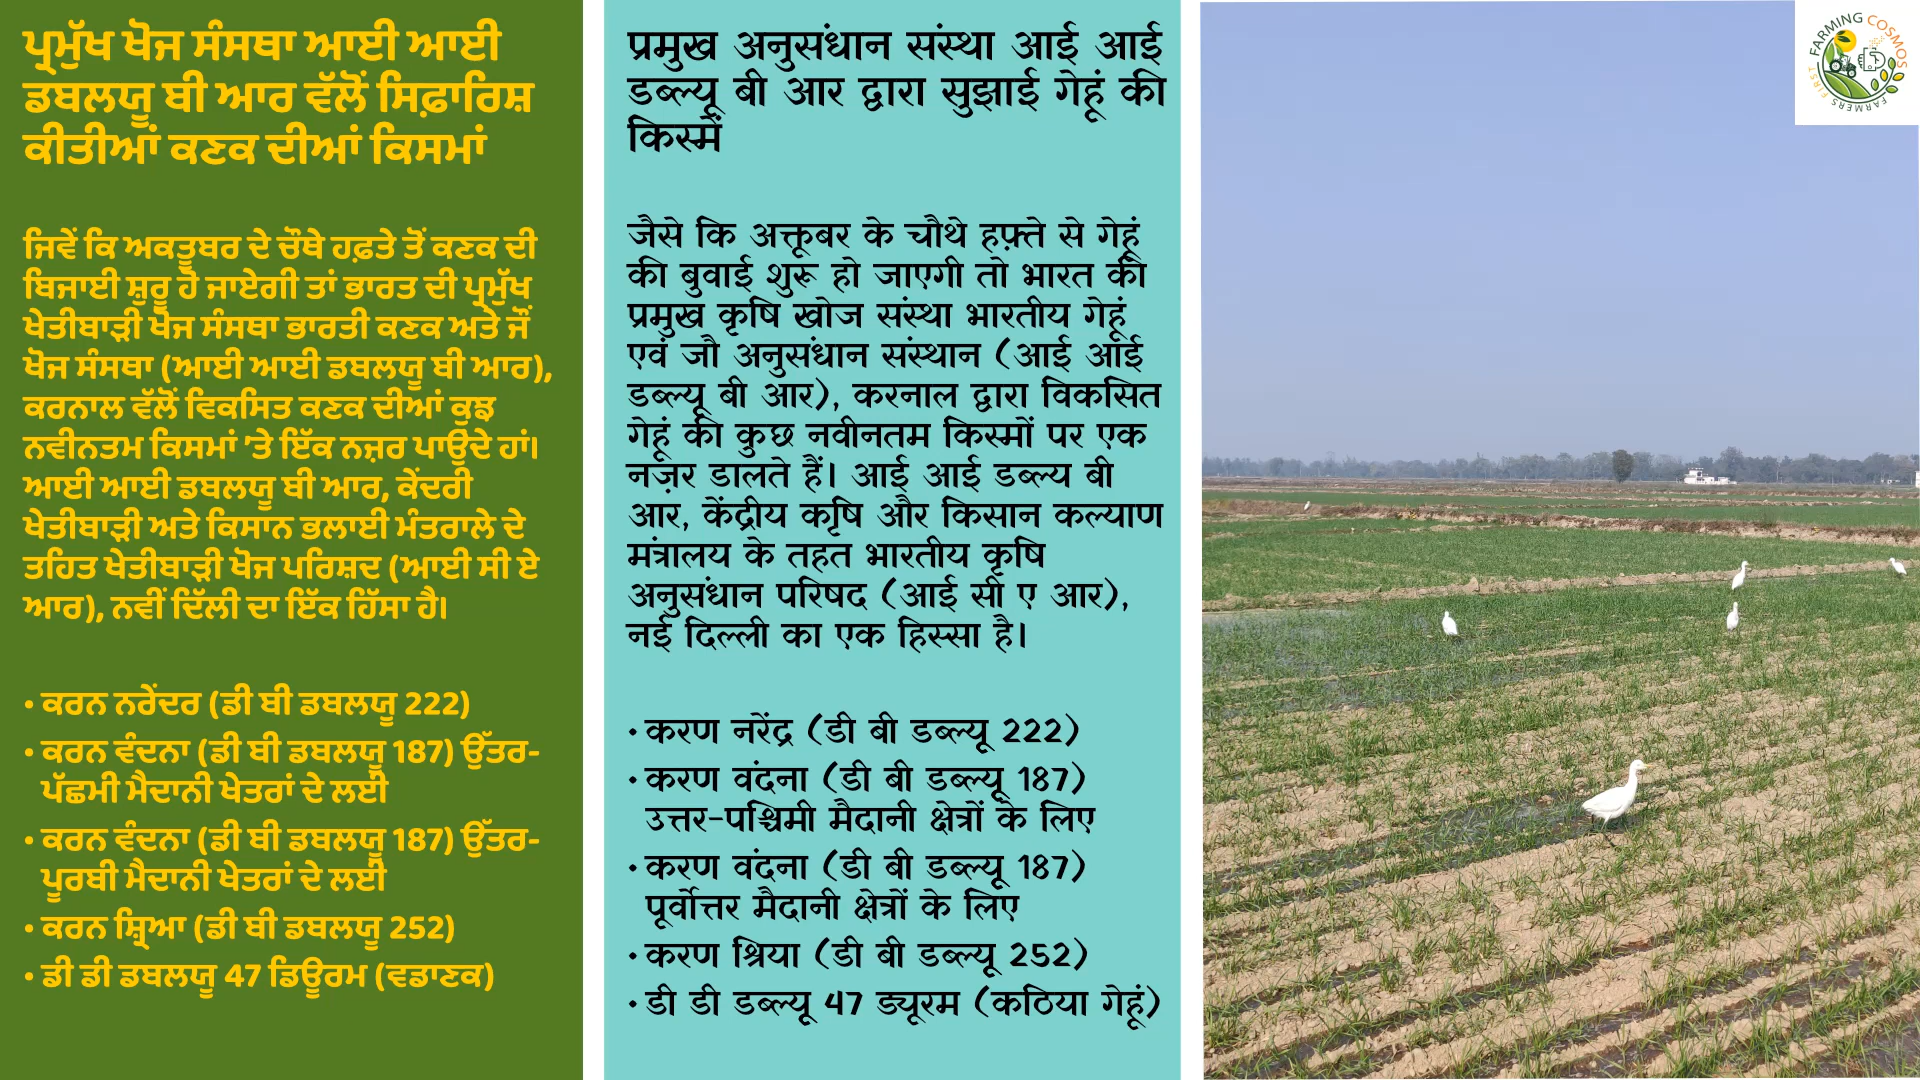 ਪ੍ਰਮੁੱਖ ਖੋਜ ਸੰਸਥਾ ਆਈ ਆਈ
ਡਬਲਯੂ ਬੀ ਆਰ ਵੱਲੋਂ ਸਿਫ਼ਾਰਿਸ਼
ਕੀਤੀਆਂ ਕਣਕ ਦੀਆਂ ਕਿਸਮਾਂ
ਜਿਵੇਂ ਕਿ ਅਕਤੂਬਰ ਦੇ ਚੌਥੇ ਹਫ਼ਤੇ ਤੋਂ ਕਣਕ ਦੀ
ਬਿਜਾਈ ਸ਼ੁਰੂ ਹੋ ਜਾਏਗੀ ਤਾਂ ਭਾਰਤ ਦੀ ਪ੍ਰਮੁੱਖ
ਖੇਤੀਬਾੜੀ ਖੋਜ ਸੰਸਥਾ ਭਾਰਤੀ ਕਣਕ ਅਤੇ ਜੌਂ
ਖੋਜ ਸੰਸਥਾ (ਆਈ ਆਈ ਡਬਲਯੂ ਬੀ ਆਰ),
ਕਰਨਾਲ ਵੱਲੋਂ ਵਿਕਸਿਤ ਕਣਕ ਦੀਆਂ ਕੁਝ
ਨਵੀਨਤਮ ਕਿਸਮਾਂ 'ਤੇ ਇੱਕ ਨਜ਼ਰ ਪਾਉਂਦੇ ਹਾਂ।
ਆਈ ਆਈ ਡਬਲਯੂ ਬੀ ਆਰ, ਕੇਂਦਰੀ
ਖੇਤੀਬਾੜੀ ਅਤੇ ਕਿਸਾਨ ਭਲਾਈ ਮੰਤਰਾਲੇ ਦੇ
ਤਹਿਤ ਖੇਤੀਬਾੜੀ ਖੋਜ ਪਰਿਸ਼ਦ (ਆਈ ਸੀ ਏ
ਆਰ), ਨਵੀਂ ਦਿੱਲੀ ਦਾ ਇੱਕ ਹਿੱਸਾ ਹੈ।
• ਕਰਨ ਨਰੇਂਦਰ (ਡੀ ਬੀ ਡਬਲਯੂ 222)
• ਕਰਨ ਵੰਦਨਾ (ਡੀ ਬੀ ਡਬਲਯੂ 187) ਉੱਤਰ-
ਪੱਛਮੀ ਮੈਦਾਨੀ ਖੇਤਰਾਂ ਦੇ ਲਈ
• ਕਰਨ ਵੰਦਨਾ (ਡੀ ਬੀ ਡਬਲਯੂ 187) ਉੱਤਰ-
ਪੂਰਬੀ ਮੈਦਾਨੀ ਖੇਤਰਾਂ ਦੇ ਲਈ
• ਕਰਨ ਸ਼੍ਰਿਆ (ਡੀ ਬੀ ਡਬਲਯੂ 252)
• ਡੀ ਡੀ ਡਬਲਯੂ 47 ਡਿਊਰਮ (ਵਡਾਣਕ)
प्रमुख अनुसंधान संस्था आई आई
डब्ल्यू बी आर द्वारा सुझाई गेहूं की
किस्में
जैसे कि अक्तूबर के चौथे हफ़्ते से गेहूं
की बुवाई शुरू हो जाएगी तो भारत की
प्रमुख कृषि खोज संस्था भारतीय गेहूं
एवं जौ अनुसंधान संस्थान (आई आई
डब्ल्यू बी आर), करनाल द्वारा विकसित
गेहूं की कुछ नवीनतम किस्मों पर एक
नज़र डालते हैं। आई आई डब्ल्य बी
आर, केंद्रीय कृषि और किसान कल्याण
मंत्रालय के तहत भारतीय कृषि
अनुसंधान परिषद (आई सी ए आर),
नई दिल्ली का एक हिस्सा है।
• करण नरेंद्र (डी बी डब्ल्यू 222)
• करण वंदना (डी बी डब्ल्यू 187)
उत्तर-पश्चिमी मैदानी क्षेत्रों के लिए
• करण वंदना (डी बी डब्ल्यू 187)
पूर्वोत्तर मैदानी क्षेत्रों के लिए
• करण श्रिया (डी बी डब्ल्यू 252)
• डी डी डब्ल्यू 47 ड्यूरम (कठिया गेहूं)
FARMING COSMOS
FARMERS FIRST